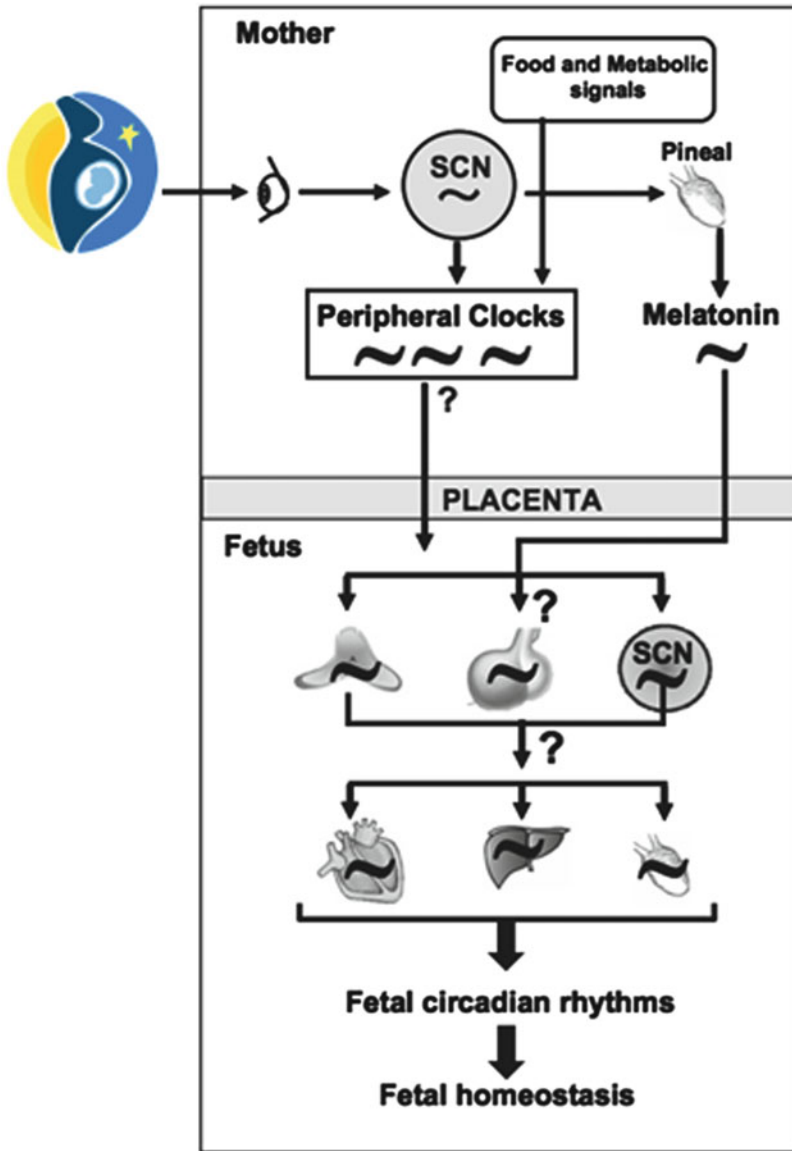 Mother
Food and Metabolic
signals
SCN
~
Pineal
Peripheral Clocks
~ ~ ~
Melatonin
~
?
PLACENTA
Fetus
?
~
~
SCN
~
?
~
~
~
Fetal circadian rhythms
Fetal homeostasis